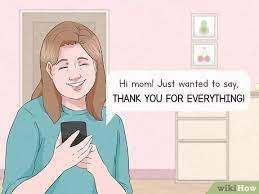 Hi mom! Just wanted to say,
THANK YOU FOR EVERYTHING!
wikiHow